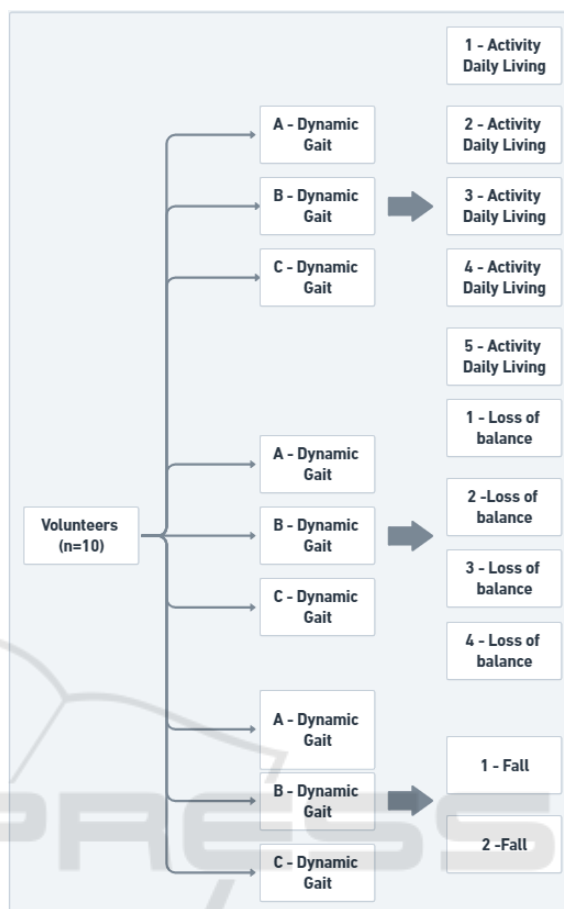 Volunteers
(n=10)
A - Dynamic
Gait
B - Dynamic
Gait
C - Dynamic
Gait
1 - Activity
Daily Living
2 - Activity
Daily Living
3 - Activity
Daily Living
4 - Activity
Daily Living
5 - Activity
Daily Living
A - Dynamic
Gait
B - Dynamic
Gait
C - Dynamic
Gait
1 - Loss of
balance
2 -Loss of
balance
3 - Loss of
balance
4 - Loss of
balance
A - Dynamic
Gait
B - Dynamic
Gait
C - Dynamic
Gait
1 - Fall
2 -Fall
PRESS